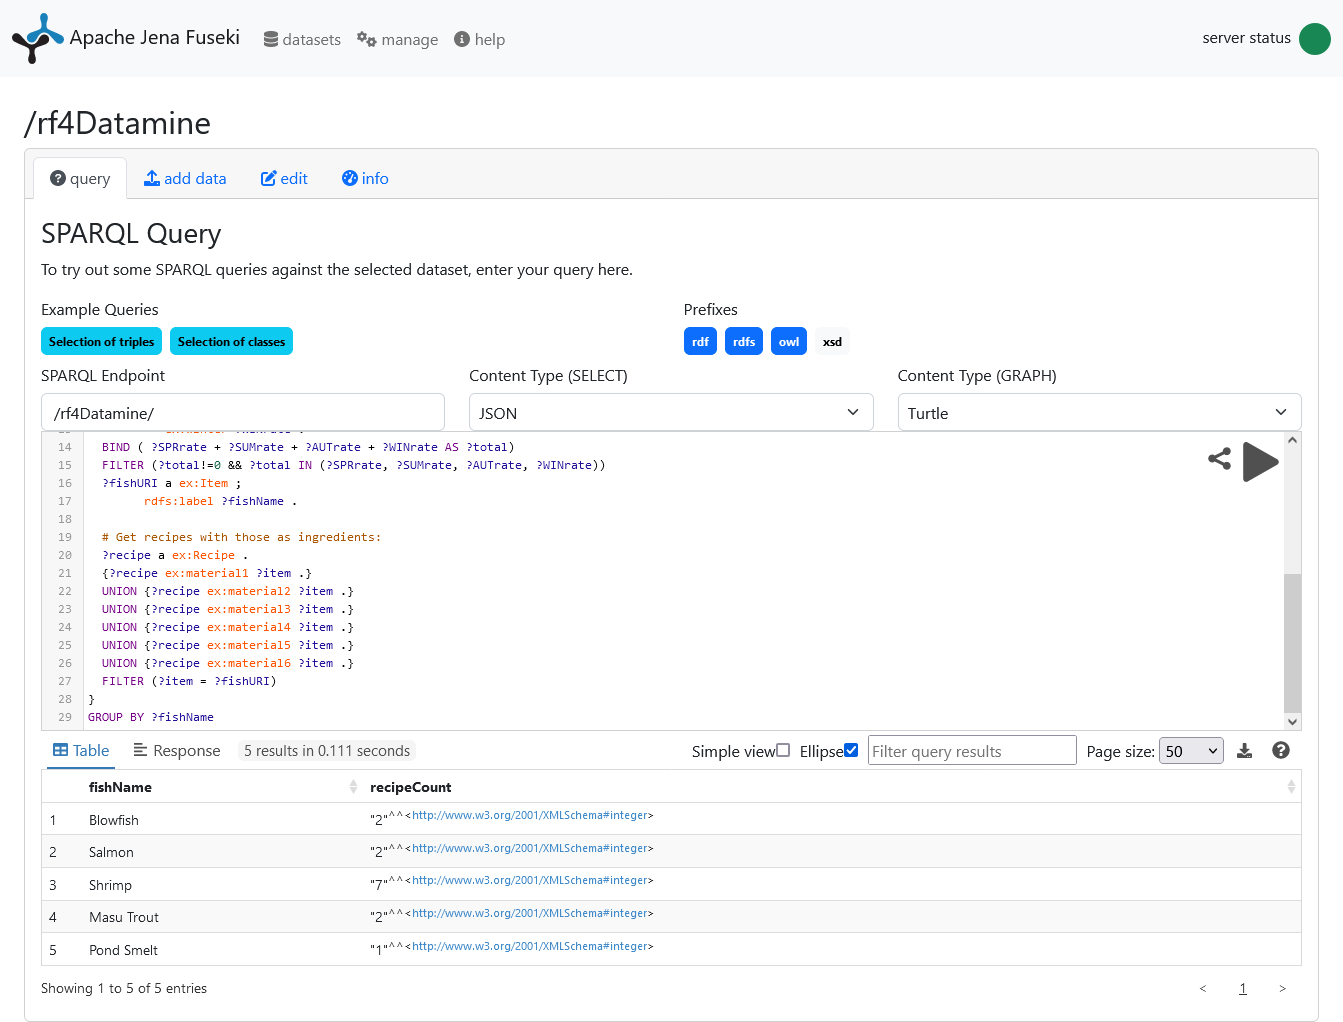 Apache Jena Fuseki datasets manage help server status
/rf4Datamine
query add data edit info
SPARQL Query
To try out some SPARQL queries against the selected dataset, enter your query here.
Example Queries
Selection of triples Selection of classes
Prefixes
rdf rdfs owl xsd
SPARQL Endpoint
/rf4Datamine/
Content Type (SELECT)
JSON
Content Type (GRAPH)
Turtle
14 BIND ( ?SPRrate + ?SUMrate + ?AUTrate + ?WINrate AS ?total)
15 FILTER (?total!=0 && ?total IN (?SPRrate, ?SUMrate, ?AUTrate, ?WINrate))
16 ?fishURI a ex:Item ;
17 rdfs:label ?fishName .
18
19 # Get recipes with those as ingredients:
20 ?recipe a ex:Recipe .
21 {?recipe ex:material1 ?item .}
22 UNION {?recipe ex:material2 ?item .}
23 UNION {?recipe ex:material3 ?item .}
24 UNION {?recipe ex:material4 ?item .}
25 UNION {?recipe ex:material5 ?item .}
26 UNION {?recipe ex:material6 ?item .}
27 FILTER (?item = ?fishURI)
28 }
29 GROUP BY ?fishName
Table Response 5 results in 0.111 seconds Simple view Ellipse Filter query results Page size: 50
fishName recipeCount
1 Blowfish "2"^^<http://www.w3.org/2001/XMLSchema#integer>
2 Salmon "2"^^<http://www.w3.org/2001/XMLSchema#integer>
3 Shrimp "7"^^<http://www.w3.org/2001/XMLSchema#integer>
4 Masu Trout "2"^^<http://www.w3.org/2001/XMLSchema#integer>
5 Pond Smelt "1"^^<http://www.w3.org/2001/XMLSchema#integer>
Showing 1 to 5 of 5 entries < 1 >